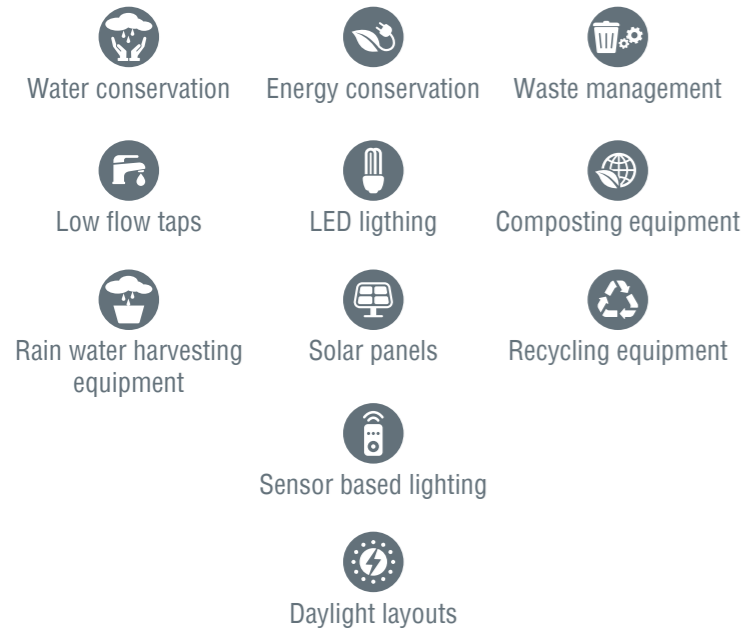 Water conservation
Energy conservation
Waste management
Low flow taps
LED ligthing
Composting equipment
Rain water harvesting
equipment
Solar panels
Recycling equipment
Sensor based lighting
Daylight layouts